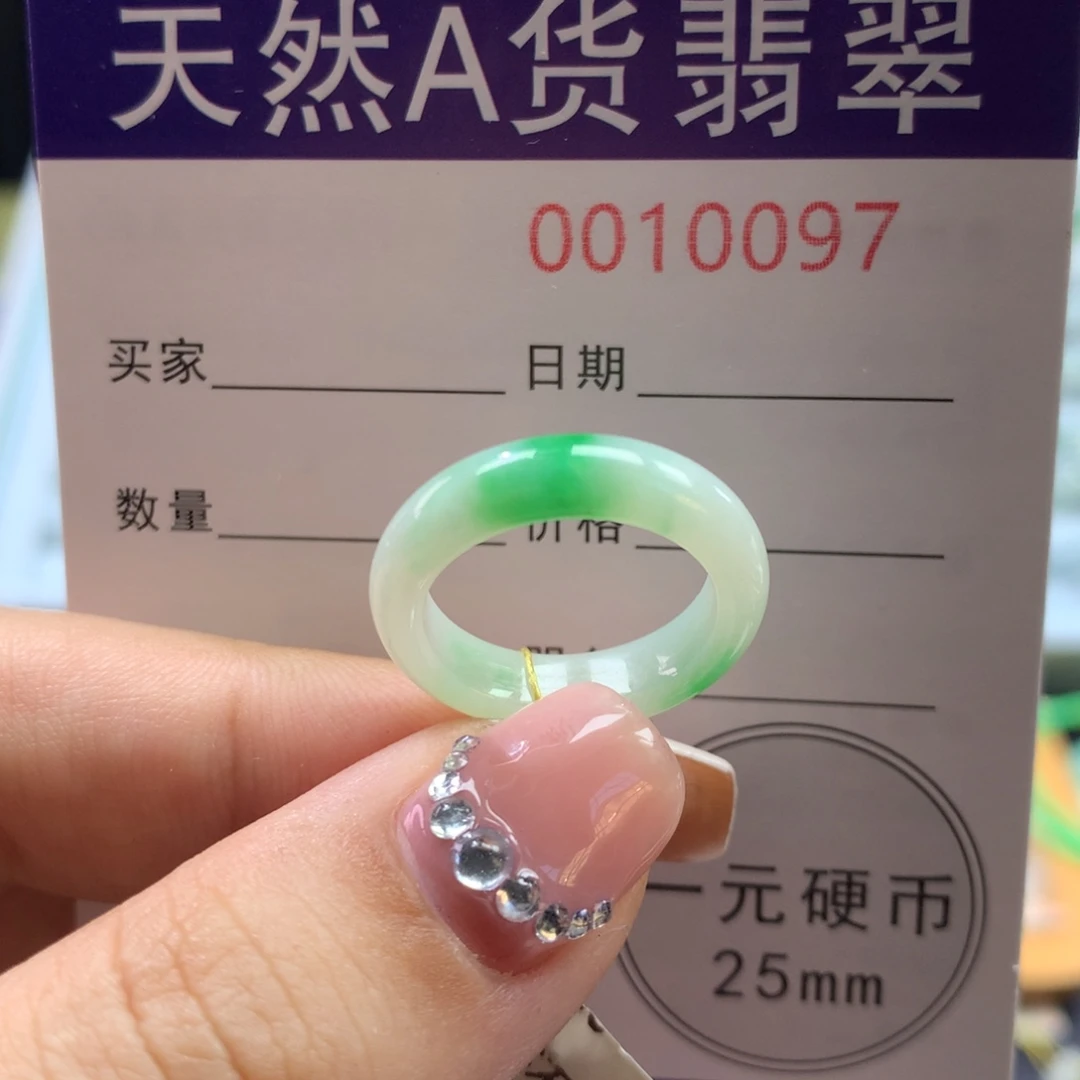 天然A货翡翠
0010097
买家 日期
数量 价格
一元硬币
25mm